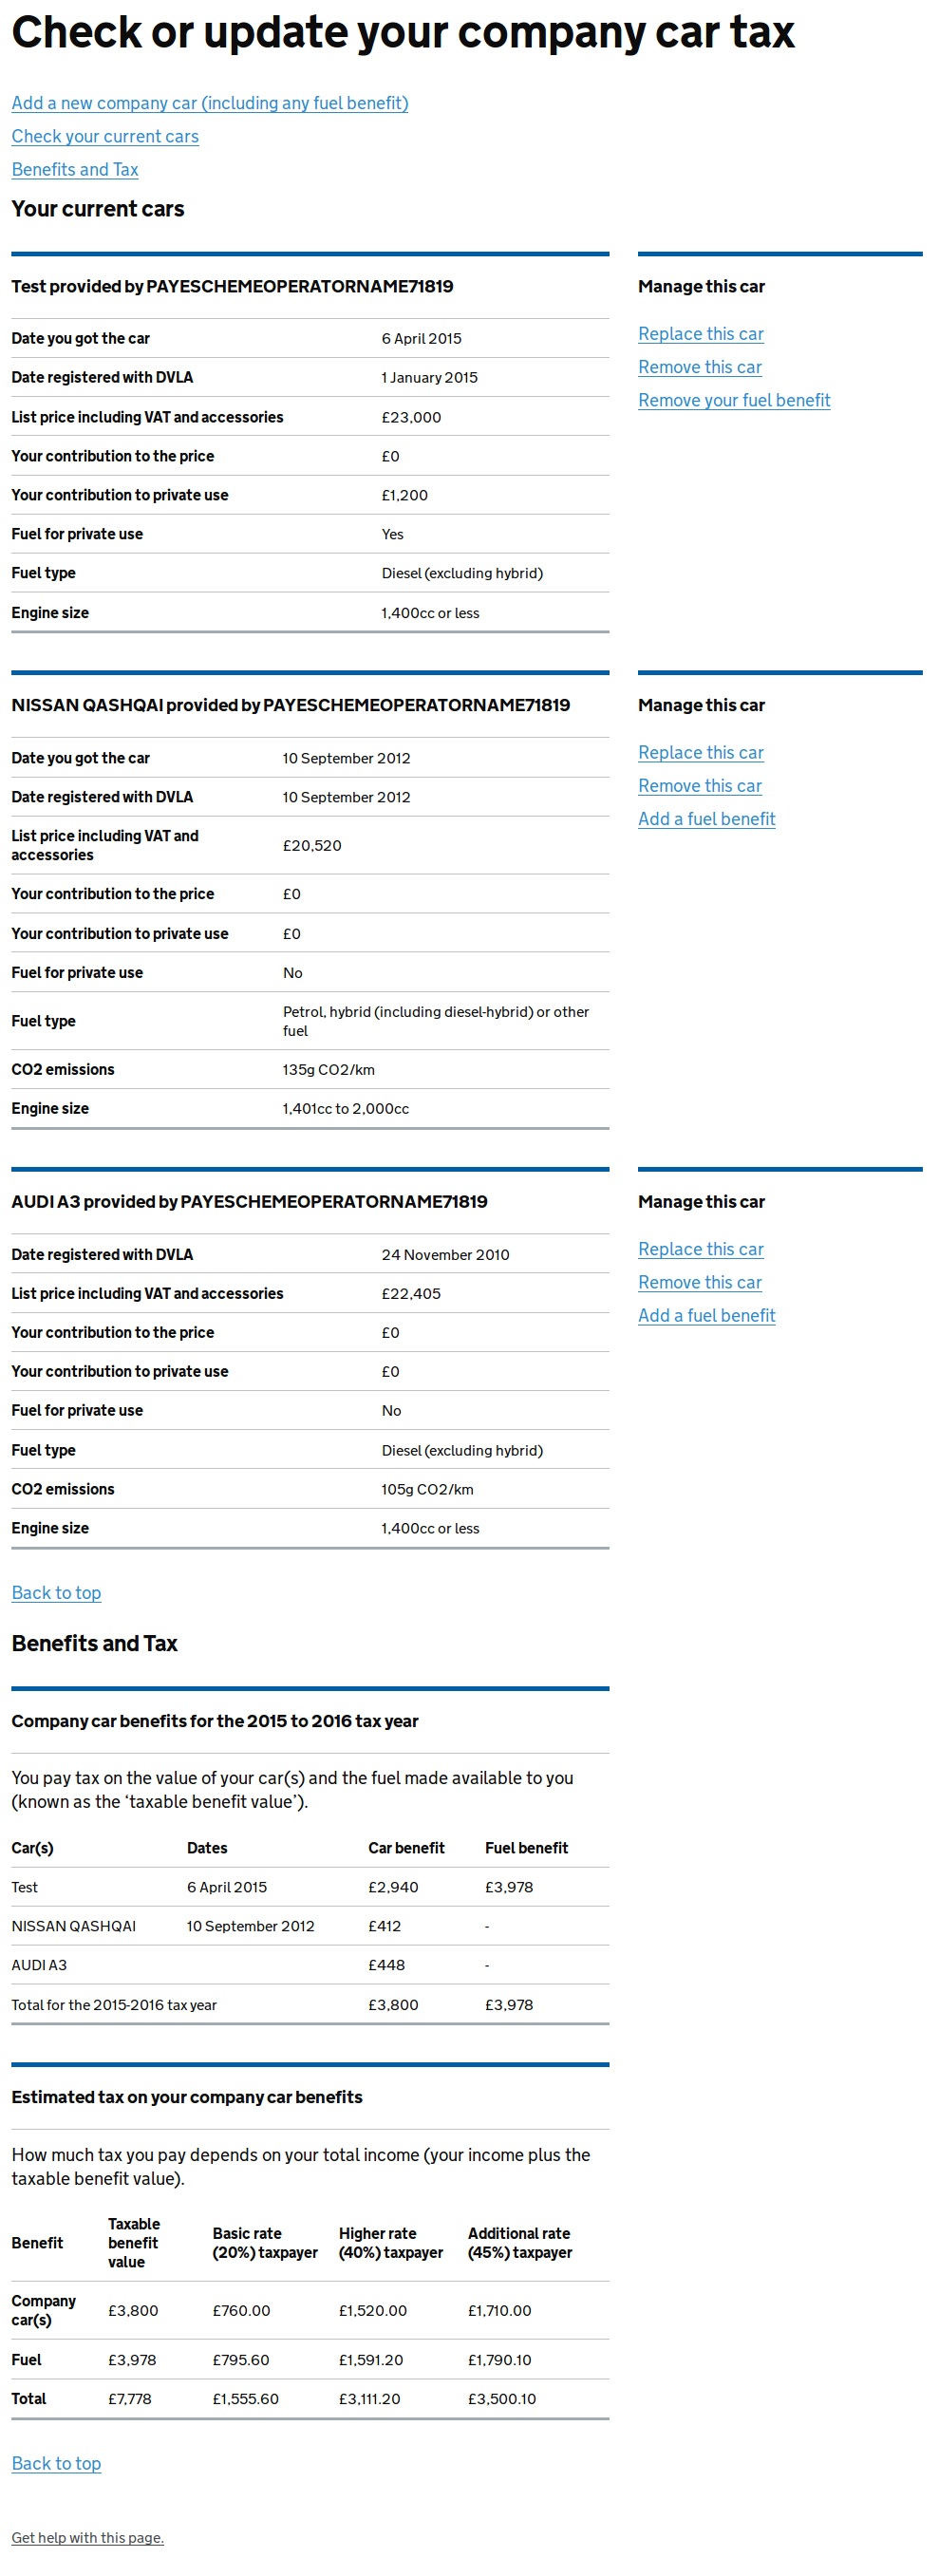 Check or update your company car tax
Add a new company car (including any fuel benefit)
Check your current cars
Benefits and Tax
Your current cars
Test provided by PAYESCHEMEOPERATORNAME71819
Manage this car
Date you got the car 6 April 2015
Replace this car
Date registered with DVLA 1 January 2015
Remove this car
List price including VAT and accessories £23,000
Remove your fuel benefit
Your contribution to the price £0
Your contribution to private use £1,200
Fuel for private use Yes
Fuel type Diesel (excluding hybrid)
Engine size 1,400cc or less
NISSAN QASHQAI provided by PAYESCHEMEOPERATORNAME71819
Manage this car
Date you got the car 10 September 2012
Replace this car
Date registered with DVLA 10 September 2012
Remove this car
List price including VAT and
accessories £20,520
Add a fuel benefit
Your contribution to the price £0
Your contribution to private use £0
Fuel for private use No
Fuel type Petrol, hybrid (including diesel-hybrid) or other
fuel
CO2 emissions 135g CO2/km
Engine size 1,401cc to 2,000cc
AUDI A3 provided by PAYESCHEMEOPERATORNAME71819
Manage this car
Date registered with DVLA 24 November 2010
Replace this car
List price including VAT and accessories £22,405
Remove this car
Your contribution to the price £0
Add a fuel benefit
Your contribution to private use £0
Fuel for private use No
Fuel type Diesel (excluding hybrid)
CO2 emissions 105g CO2/km
Engine size 1,400cc or less
Back to top
Benefits and Tax
Company car benefits for the 2015 to 2016 tax year
You pay tax on the value of your car(s) and the fuel made available to you
(known as the ‘taxable benefit value’).
Car(s) Dates Car benefit Fuel benefit
Test 6 April 2015 £2,940 £3,978
NISSAN QASHQAI 10 September 2012 £412 -
AUDI A3 £448 -
Total for the 2015-2016 tax year £3,800 £3,978
Estimated tax on your company car benefits
How much tax you pay depends on your total income (your income plus the
taxable benefit value).
Benefit Taxable benefit value Basic rate (20%) taxpayer Higher rate (40%) taxpayer Additional rate (45%) taxpayer
Company car(s) £3,800 £760.00 £1,520.00 £1,710.00
Fuel £3,978 £795.60 £1,591.20 £1,790.10
Total £7,778 £1,555.60 £3,111.20 £3,500.10
Back to top
Get help with this page.